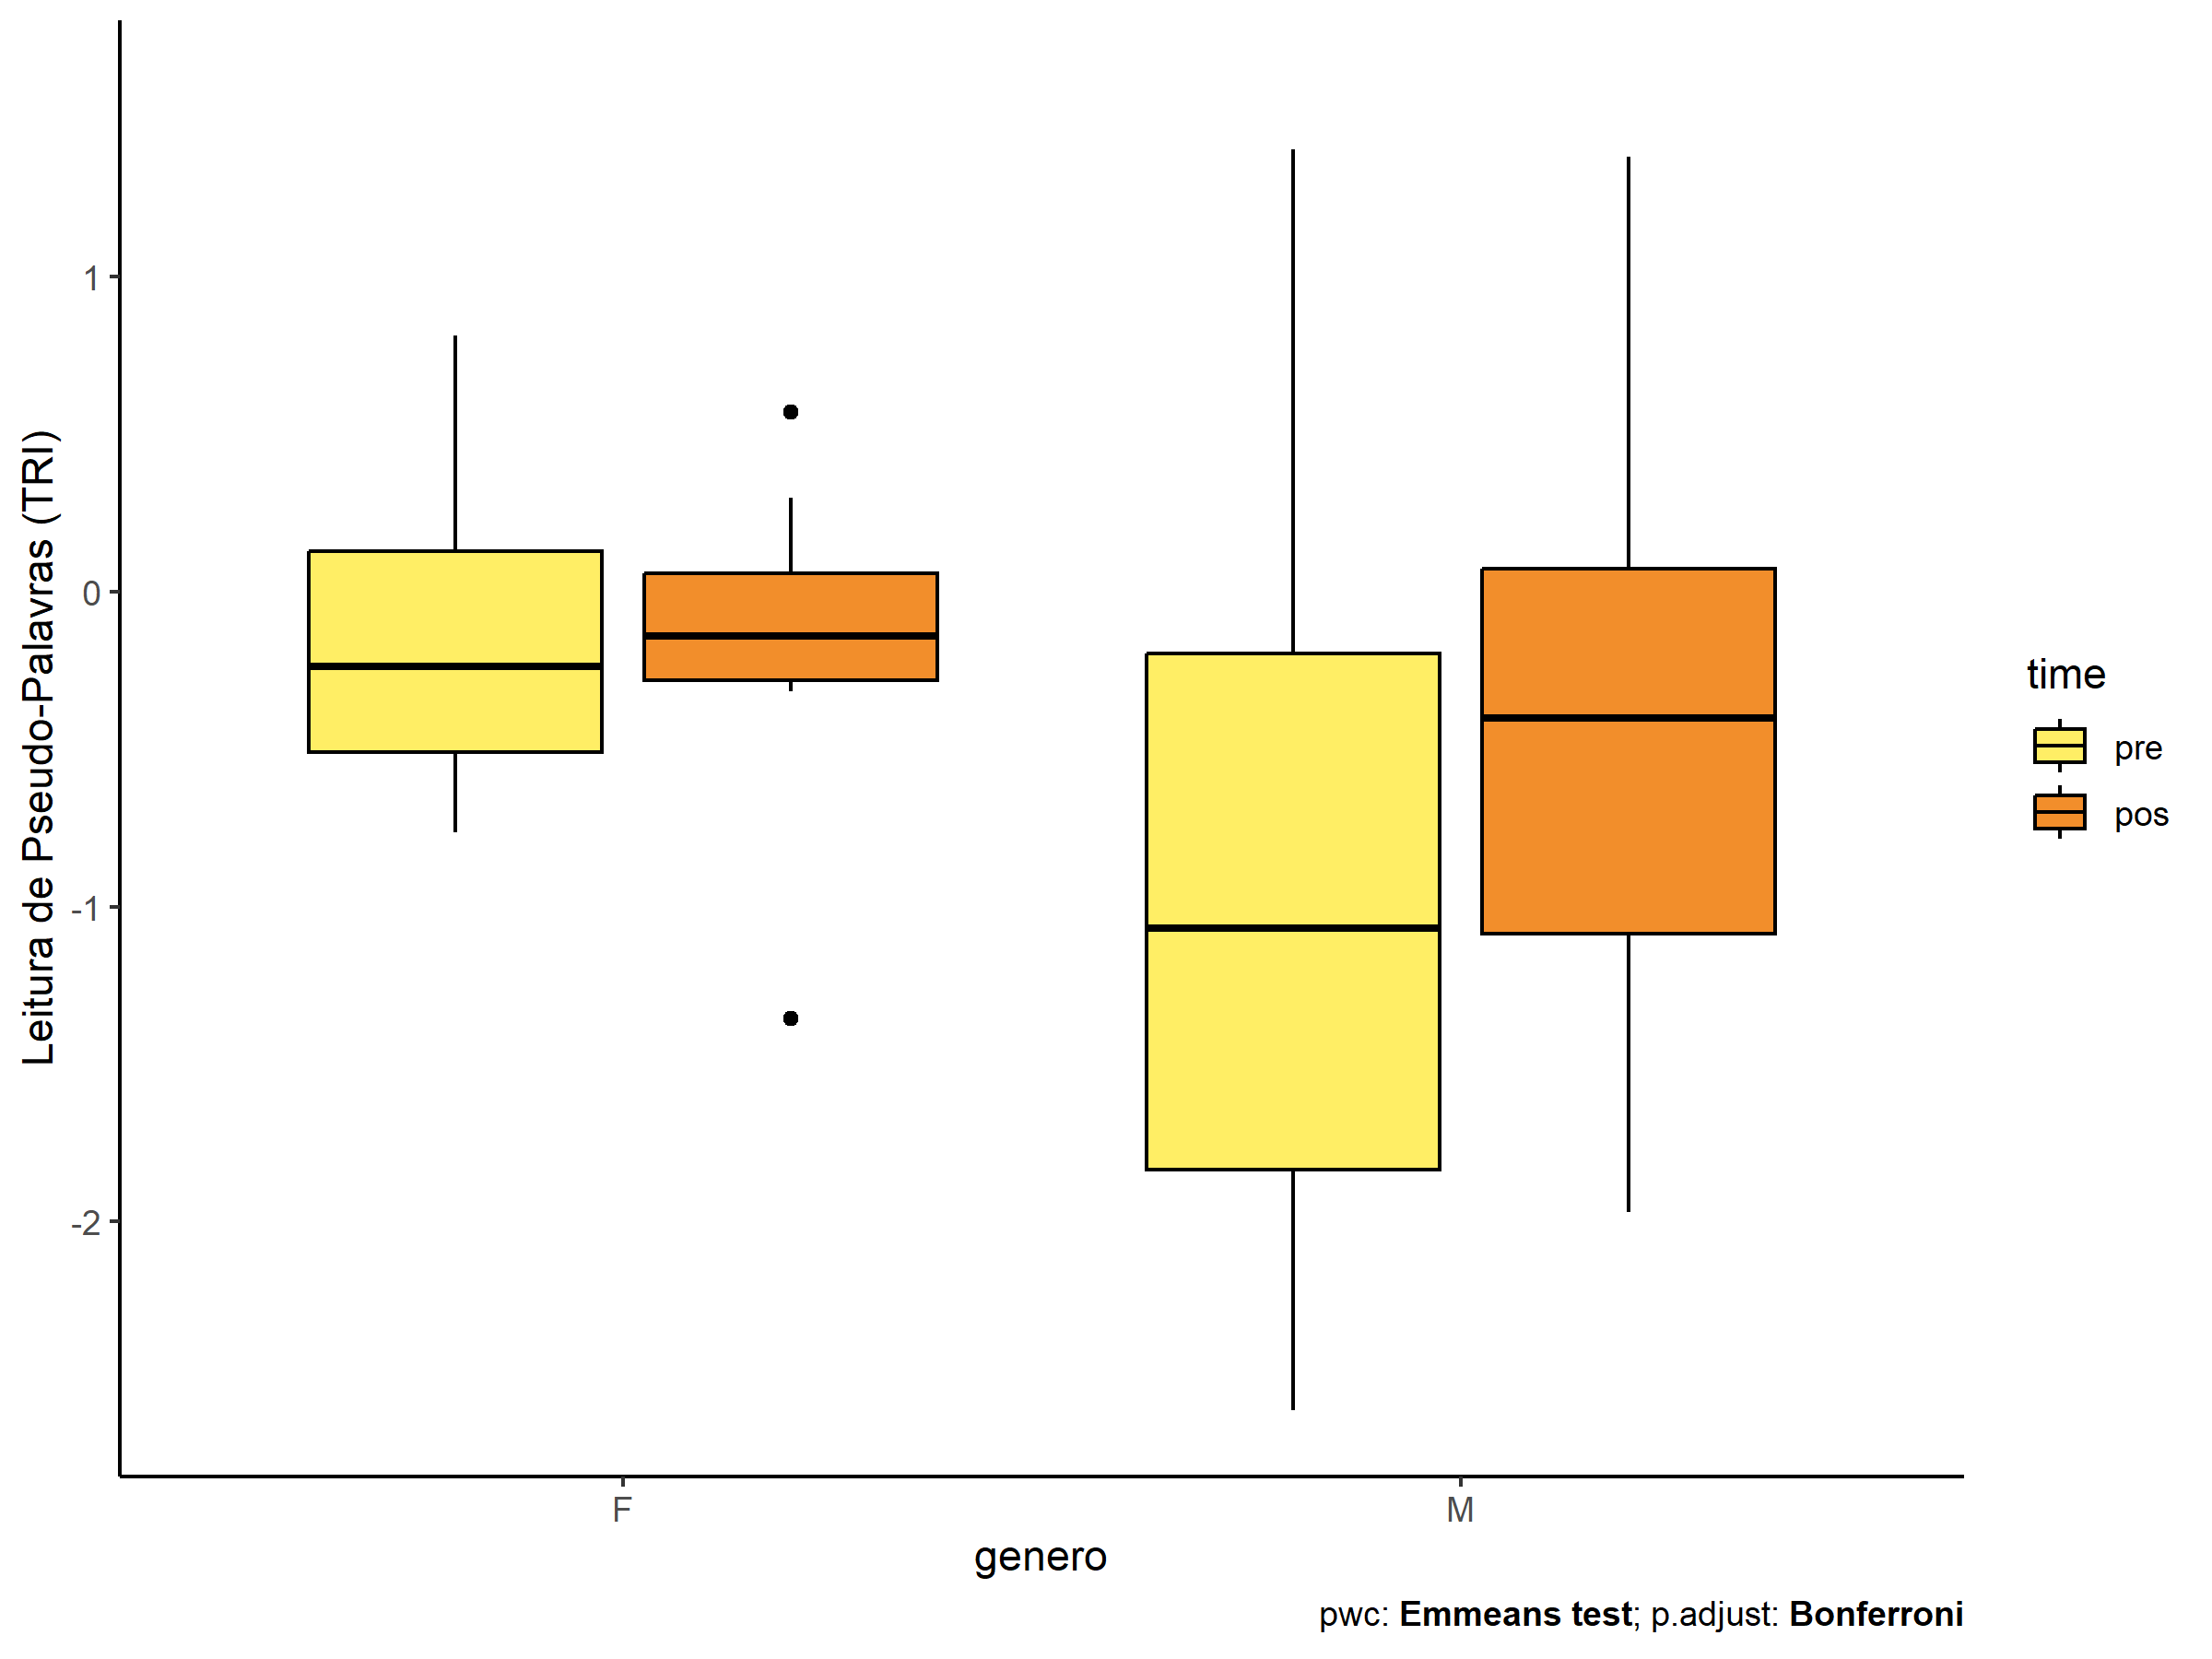 Leitura de Pseudo-Palavras (TRI)
1
0
-1
-2
F
M
genero
time
pre
pos
pwc: Emmeans test; p.adjust: Bonferroni